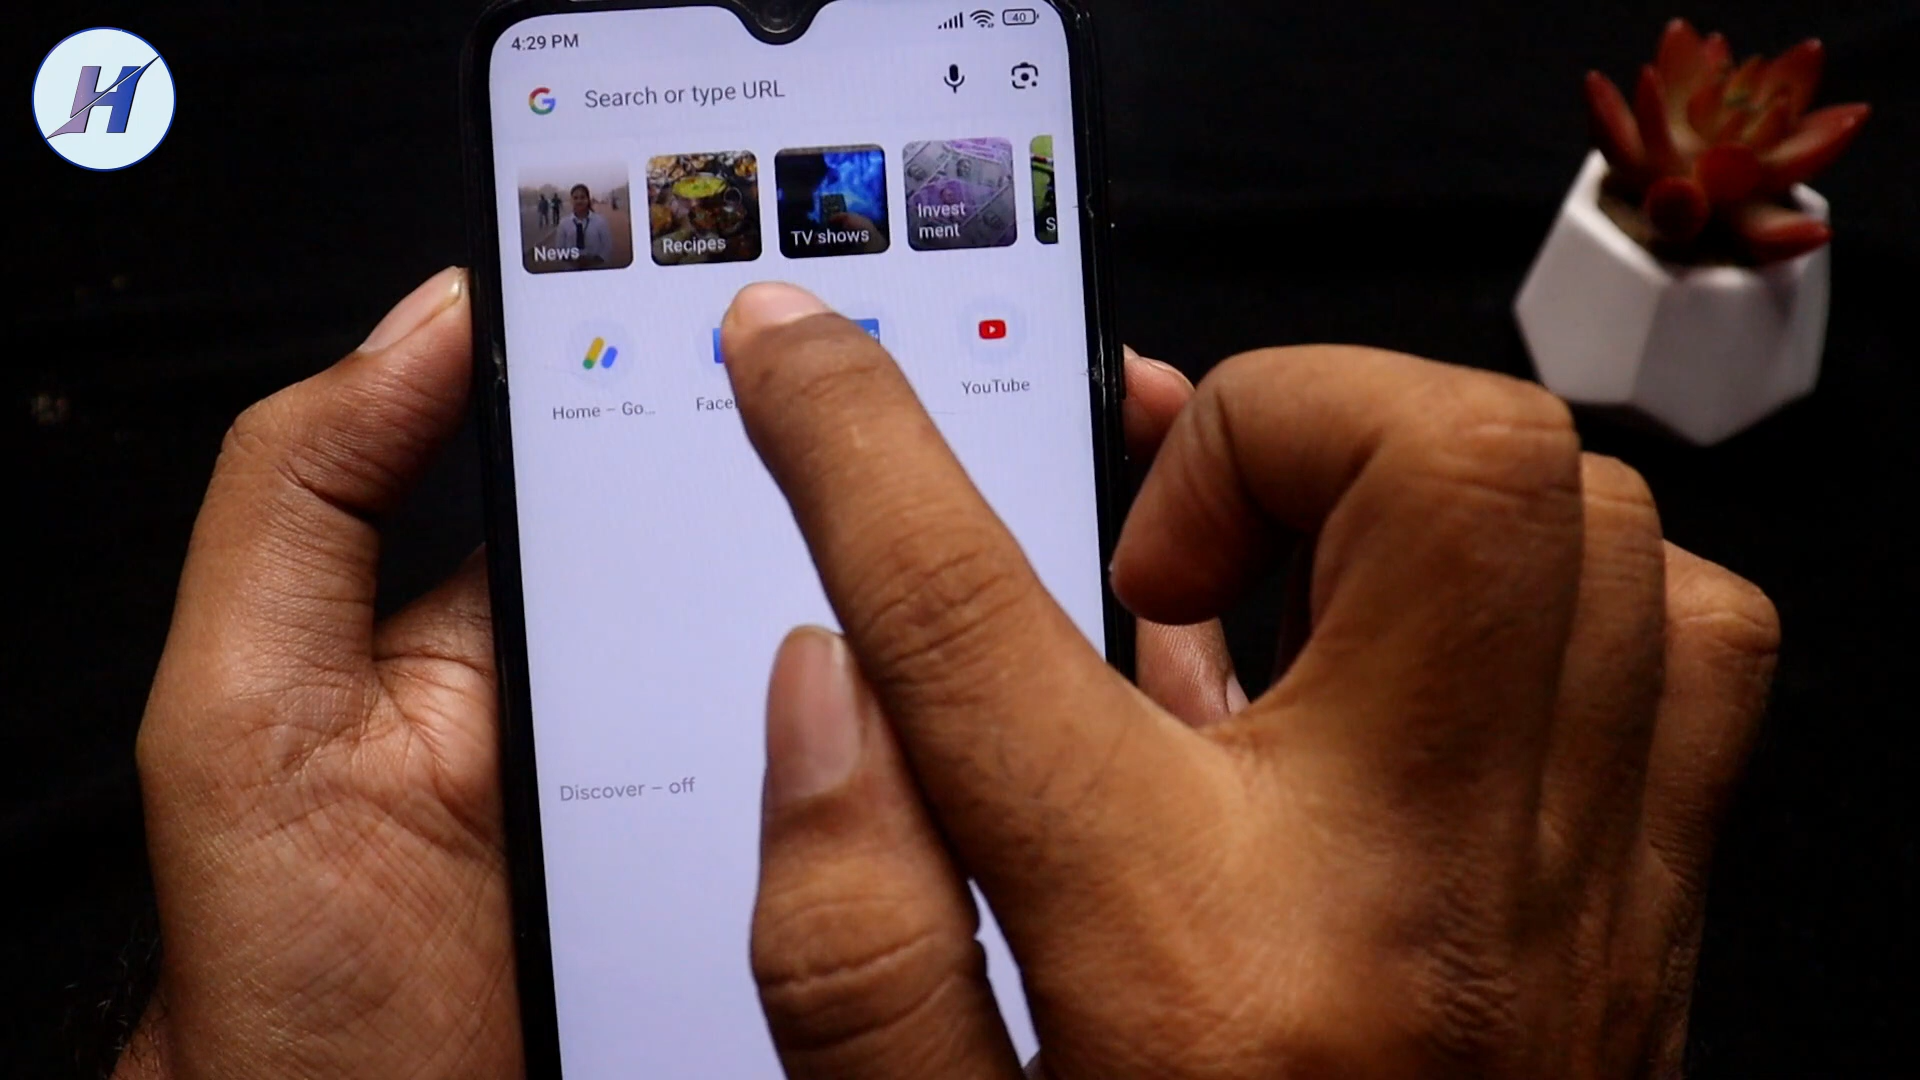 H
4:29 PM
40
Search or type URL
News
Recipes
TV shows
Invest
ment
S
Home – Go...
Face
YouTube
Discover – off